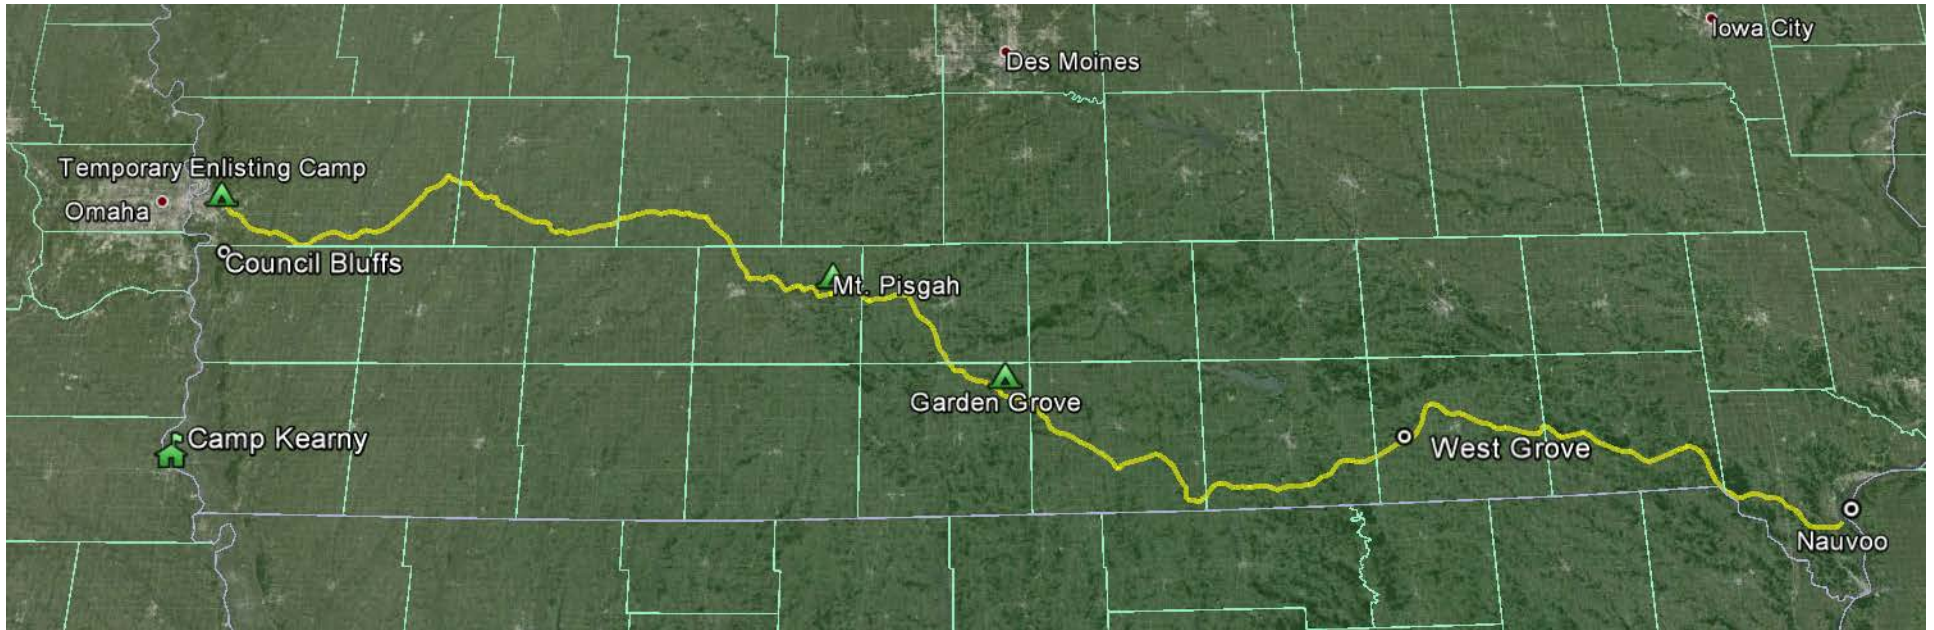 Iowa City
Des Moines
Temporary Enlisting Camp
Omaha
Council Bluffs
Mt. Pisgah
Garden Grove
Camp Kearny
West Grove
Nauvoo